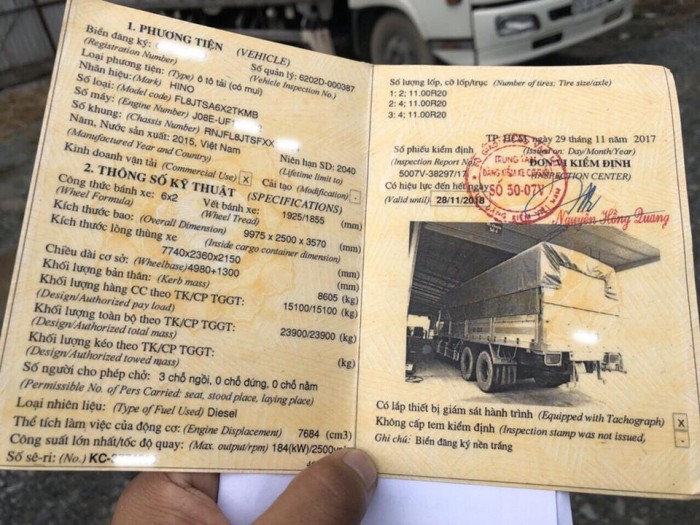 1. PHƯƠNG TIỆN (VEHICLE)
Biển đăng ký:
(Registration Number)
Số quản lý: 6202D-000387
(Vehicle Inspection No.)
Loại phương tiện: (Type) ô tô tải (có mui)
Nhãn hiệu: (Mark) HINO
Số loại: (Model code) FL8JTSA6X2TKMB
Số máy: (Engine Number) J08E-UF
Số khung: (Chassis Number) RNJFL8JTSFXX
Năm, Nước sản xuất: 2015, Việt Nam
(Manufactured Year and Country)
Niên hạn SD: 2040
(Lifetime limit to)
Kinh doanh vận tải (Commercial Use) X Cải tạo (Modification) -
2. THÔNG SỐ KỸ THUẬT (SPECIFICATIONS)
Công thức bánh xe: 6x2 Vết bánh xe: 1925/1855 (mm)
(Wheel Formula) (Wheel Tread)
Kích thước bao: (Overall Dimension) 9975 x 2500 x 3570 (mm)
Kích thước lòng thùng xe (Inside cargo container dimension)
7740x2360x2150 (mm)
Chiều dài cơ sở: (Wheelbase) 4980+1300 (mm)
Khối lượng bản thân: (Kerb mass) 8605 (kg)
Khối lượng hàng CC theo TK/CP TGGT: 15100/15100 (kg)
(Design/Authorized pay load)
Khối lượng toàn bộ theo TK/CP TGGT: 23900/23900 (kg)
(Design/Authorized total mass)
Khối lượng kéo theo TK/CP TGGT: (kg)
(Design/Authorized towed mass)
Số người cho phép chở: 3 chỗ ngồi, 0 chỗ đứng, 0 chỗ nằm
(Permissible No. of Pers Carried: seat, stood place, laying place)
Loại nhiên liệu: (Type of Fuel Used) Diesel
Thể tích làm việc của động cơ: (Engine Displacement) 7684 (cm3)
Công suất lớn nhất/tốc độ quay: (Max. output/rpm) 184(kW)/2500
Số sê-ri: (No.) KC-
Số lượng lốp, cỡ lốp/trục (Number of tires; Tire size/axle)
1: 2; 11.00R20
2: 4; 11.00R20
3: 4; 11.00R20
TP. HCM, ngày 29 tháng 11 năm 2017
(Issued on: Day/Month/Year)
Số phiếu kiểm định
(Inspection Report No)
5007V-38297/17
ĐƠN VỊ KIỂM ĐỊNH
(INSPECTION CENTER)
Có hiệu lực đến hết ngày
(Valid until) 28/11/2018
TRUNG TÂM
ĐĂNG KIỂM XE CƠ GIỚI
SỐ 50-07V
Nguyễn Hồng Quang
Có lắp thiết bị giám sát hành trình (Equipped with Tachograph) X
Không cấp tem kiểm định (Inspection stamp was not issued) -
Ghi chú: Biển đăng ký nền trắng